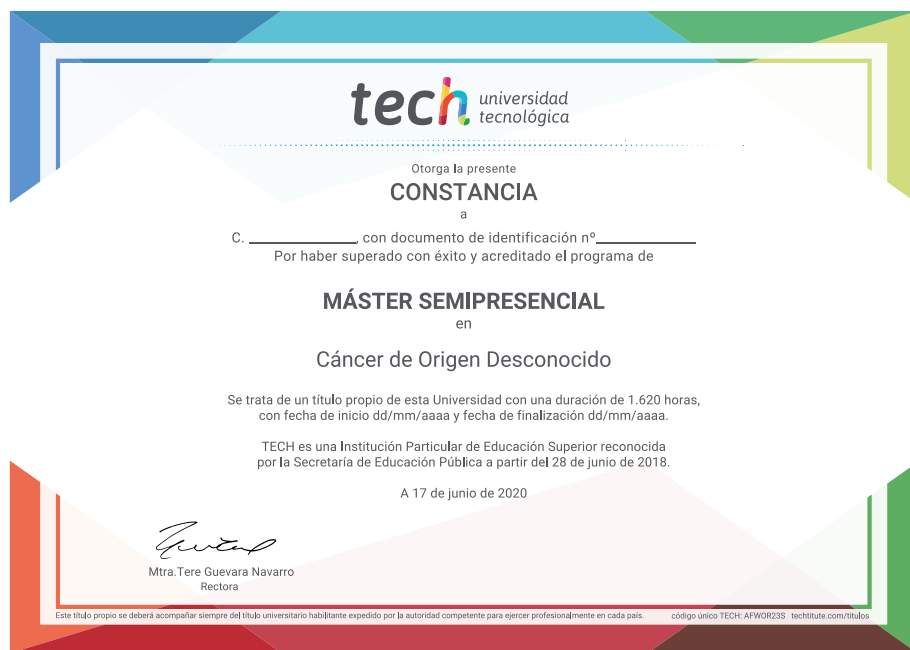 tech universidad
tecnológica
Otorga la presente
CONSTANCIA
a
C. ____________, con documento de identificación nº____________
Por haber superado con éxito y acreditado el programa de
MÁSTER SEMIPRESENCIAL
en
Cáncer de Origen Desconocido
Se trata de un título propio de esta Universidad con una duración de 1.620 horas,
con fecha de inicio dd/mm/aaaa y fecha de finalización dd/mm/aaaa.
TECH es una Institución Particular de Educación Superior reconocida
por la Secretaría de Educación Pública a partir del 28 de junio de 2018.
A 17 de junio de 2020
Mtra.Tere Guevara Navarro
Rectora
Este título propio se deberá acompañar siempre del título universitario habilitante expedido por la autoridad competente para ejercer profesionalmente en cada país. código único TECH: AFWOR23S techtitute.com/titulos